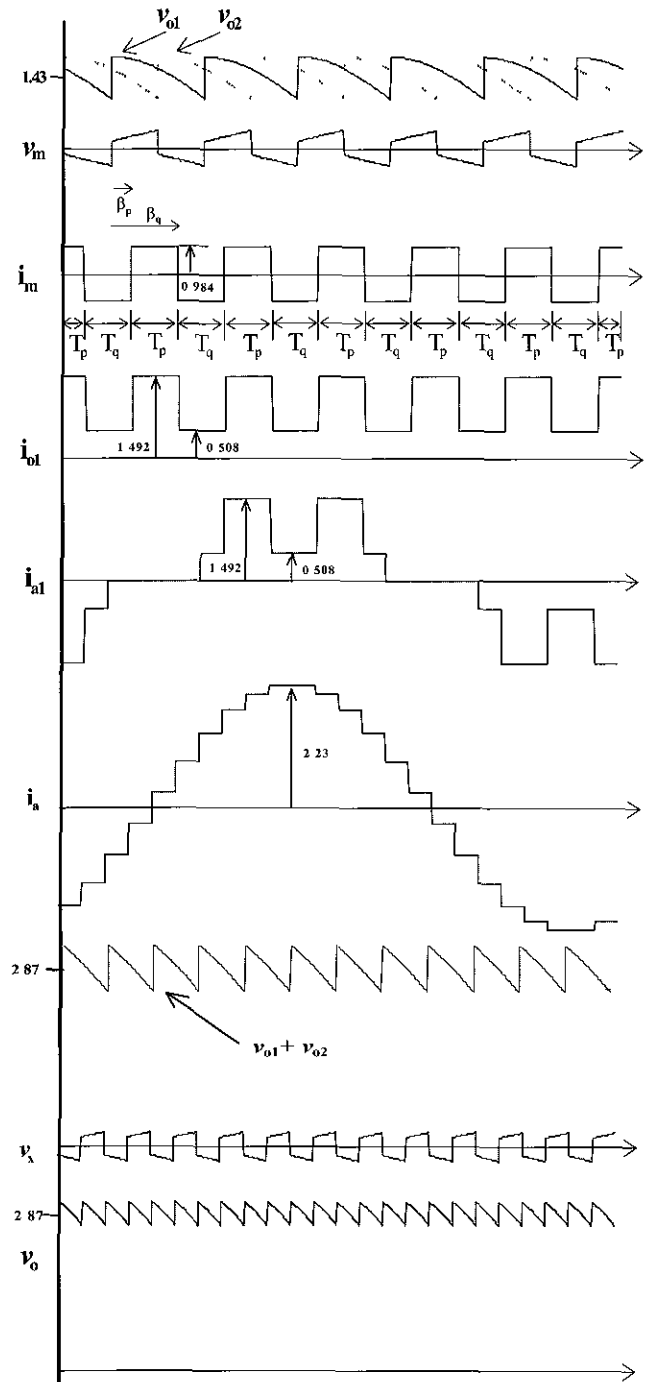 v_o1 v_o2
1.43
v_m
β_p
β_q
i_m
0 984
T_p T_q T_p T_q T_p T_q T_p T_q T_p T_q T_p T_q T_p
1 492 0 508
i_o1
1 492 0 508
i_a1
2 23
i_a
2 87
v_o1 + v_o2
v_x
2 87
v_o